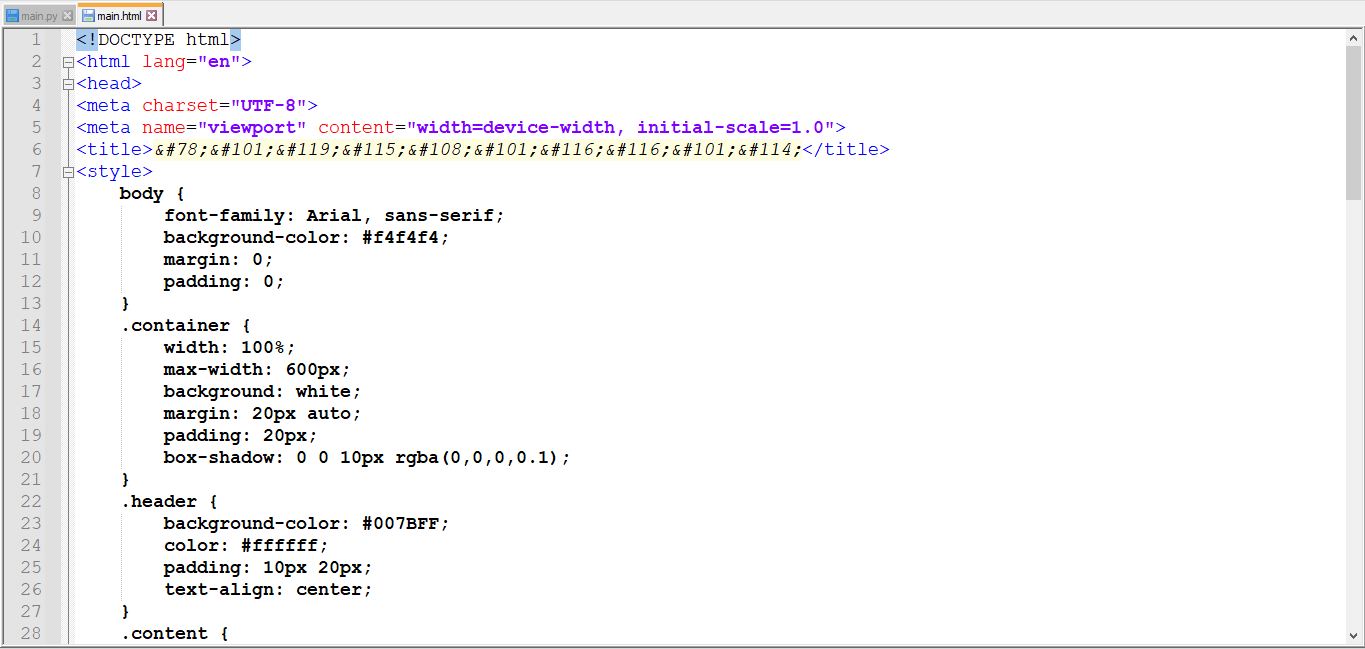 main.py main.html
1 <!DOCTYPE html>
2 <html lang="en">
3 <head>
4 <meta charset="UTF-8">
5 <meta name="viewport" content="width=device-width, initial-scale=1.0">
6 <title>&#78;&#101;&#119;&#115;&#108;&#101;&#116;&#116;&#101;&#114;</title>
7 <style>
8 body {
9 font-family: Arial, sans-serif;
10 background-color: #f4f4f4;
11 margin: 0;
12 padding: 0;
13 }
14 .container {
15 width: 100%;
16 max-width: 600px;
17 background: white;
18 margin: 20px auto;
19 padding: 20px;
20 box-shadow: 0 0 10px rgba(0,0,0,0.1);
21 }
22 .header {
23 background-color: #007BFF;
24 color: #ffffff;
25 padding: 10px 20px;
26 text-align: center;
27 }
28 .content {